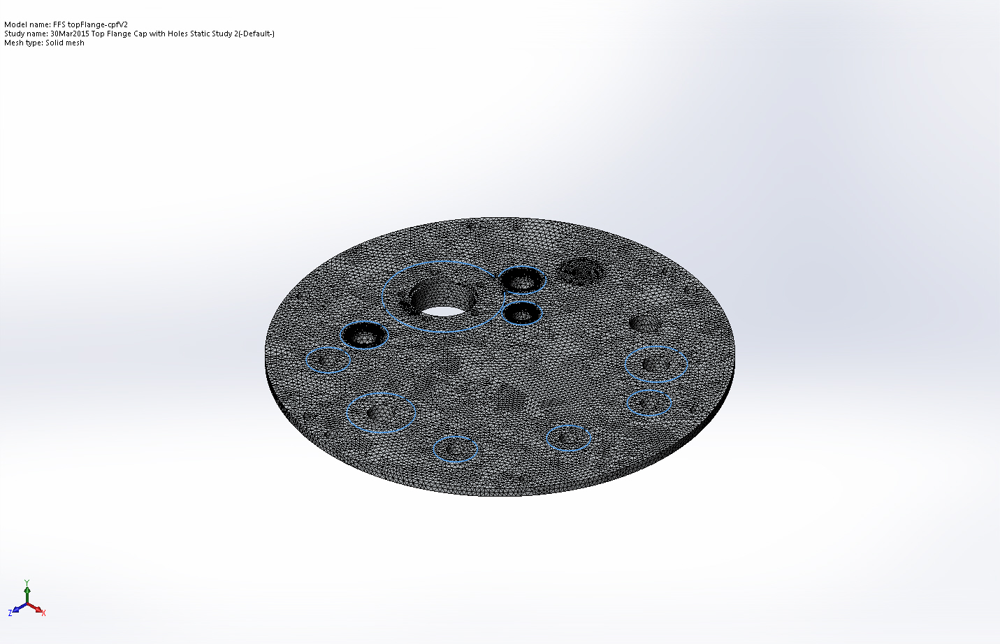 Model name: FFS topFlange-cpfV2
Study name: 30Mar2015 Top Flange Cap with Holes Static Study 2(-Default-)
Mesh type: Solid mesh
Y
Z
X